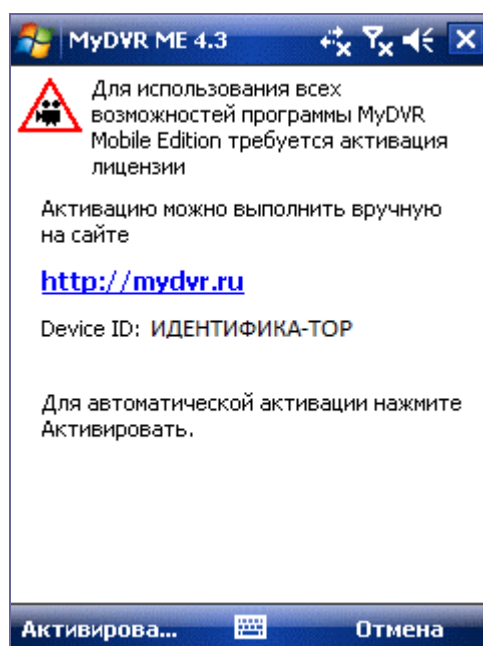 MyDVR ME 4.3
Для использования всех
возможностей программы MyDVR
Mobile Edition требуется активация
лицензии
Активацию можно выполнить вручную
на сайте
http://mydvr.ru
Device ID: ИДЕНТИФИКА-ТОР
Для автоматической активации нажмите
Активировать.
Активирова... Отмена